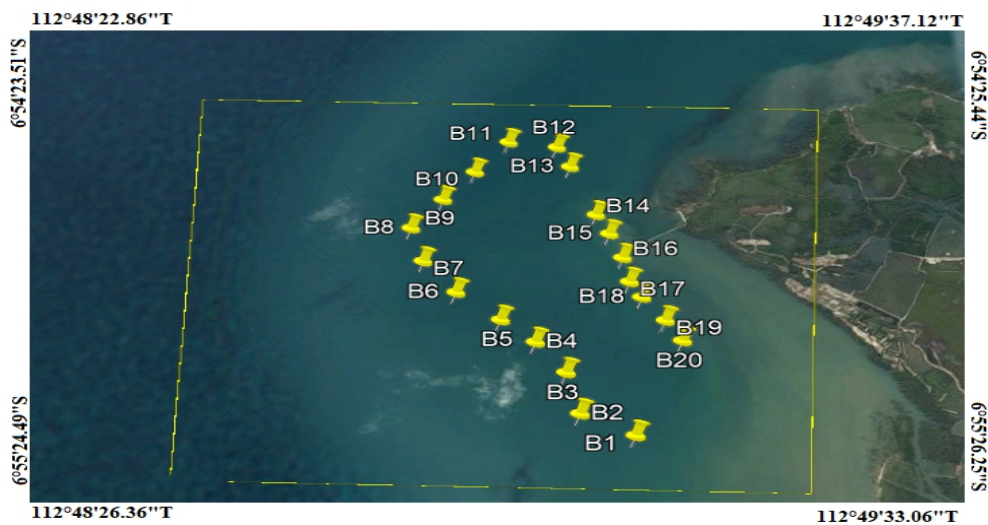 112°48'22.86"T
112°49'37.12"T
6°54'23.51"S
6°54'25.44"S
B11
B12
B13
B10
B9
B8
B14
B15
B16
B7
B6
B18
B17
B5
B4
B19
B20
B3
B2
B1
6°55'24.49"S
6°55'26.25"S
112°48'26.36"T
112°49'33.06"T